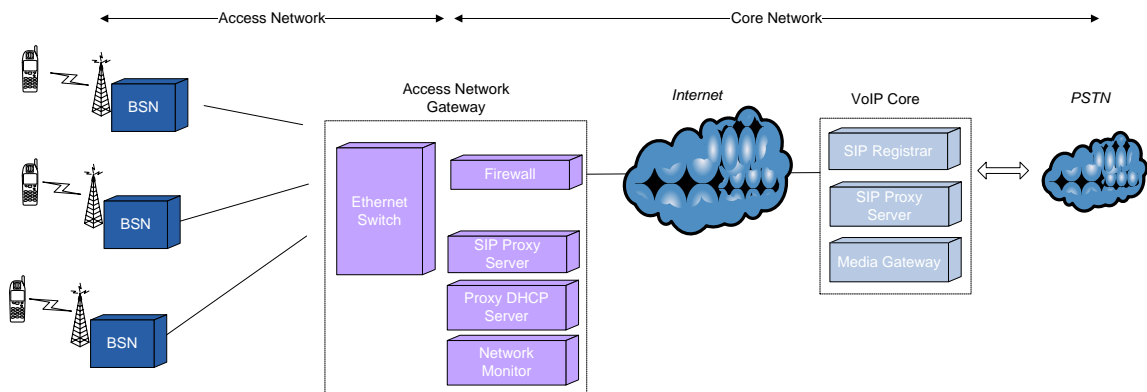 Access Network
Core Network
BSN
BSN
BSN
Access Network
Gateway
Ethernet
Switch
Firewall
SIP Proxy
Server
Proxy DHCP
Server
Network
Monitor
Internet
VoIP Core
SIP Registrar
SIP Proxy
Server
Media Gateway
PSTN